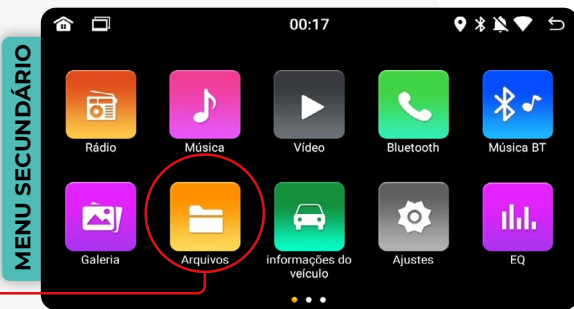 MENU SECUNDÁRIO
00:17
Rádio
Música
Vídeo
Bluetooth
Música BT
Galeria
Arquivos
informações do
veículo
Ajustes
EQ